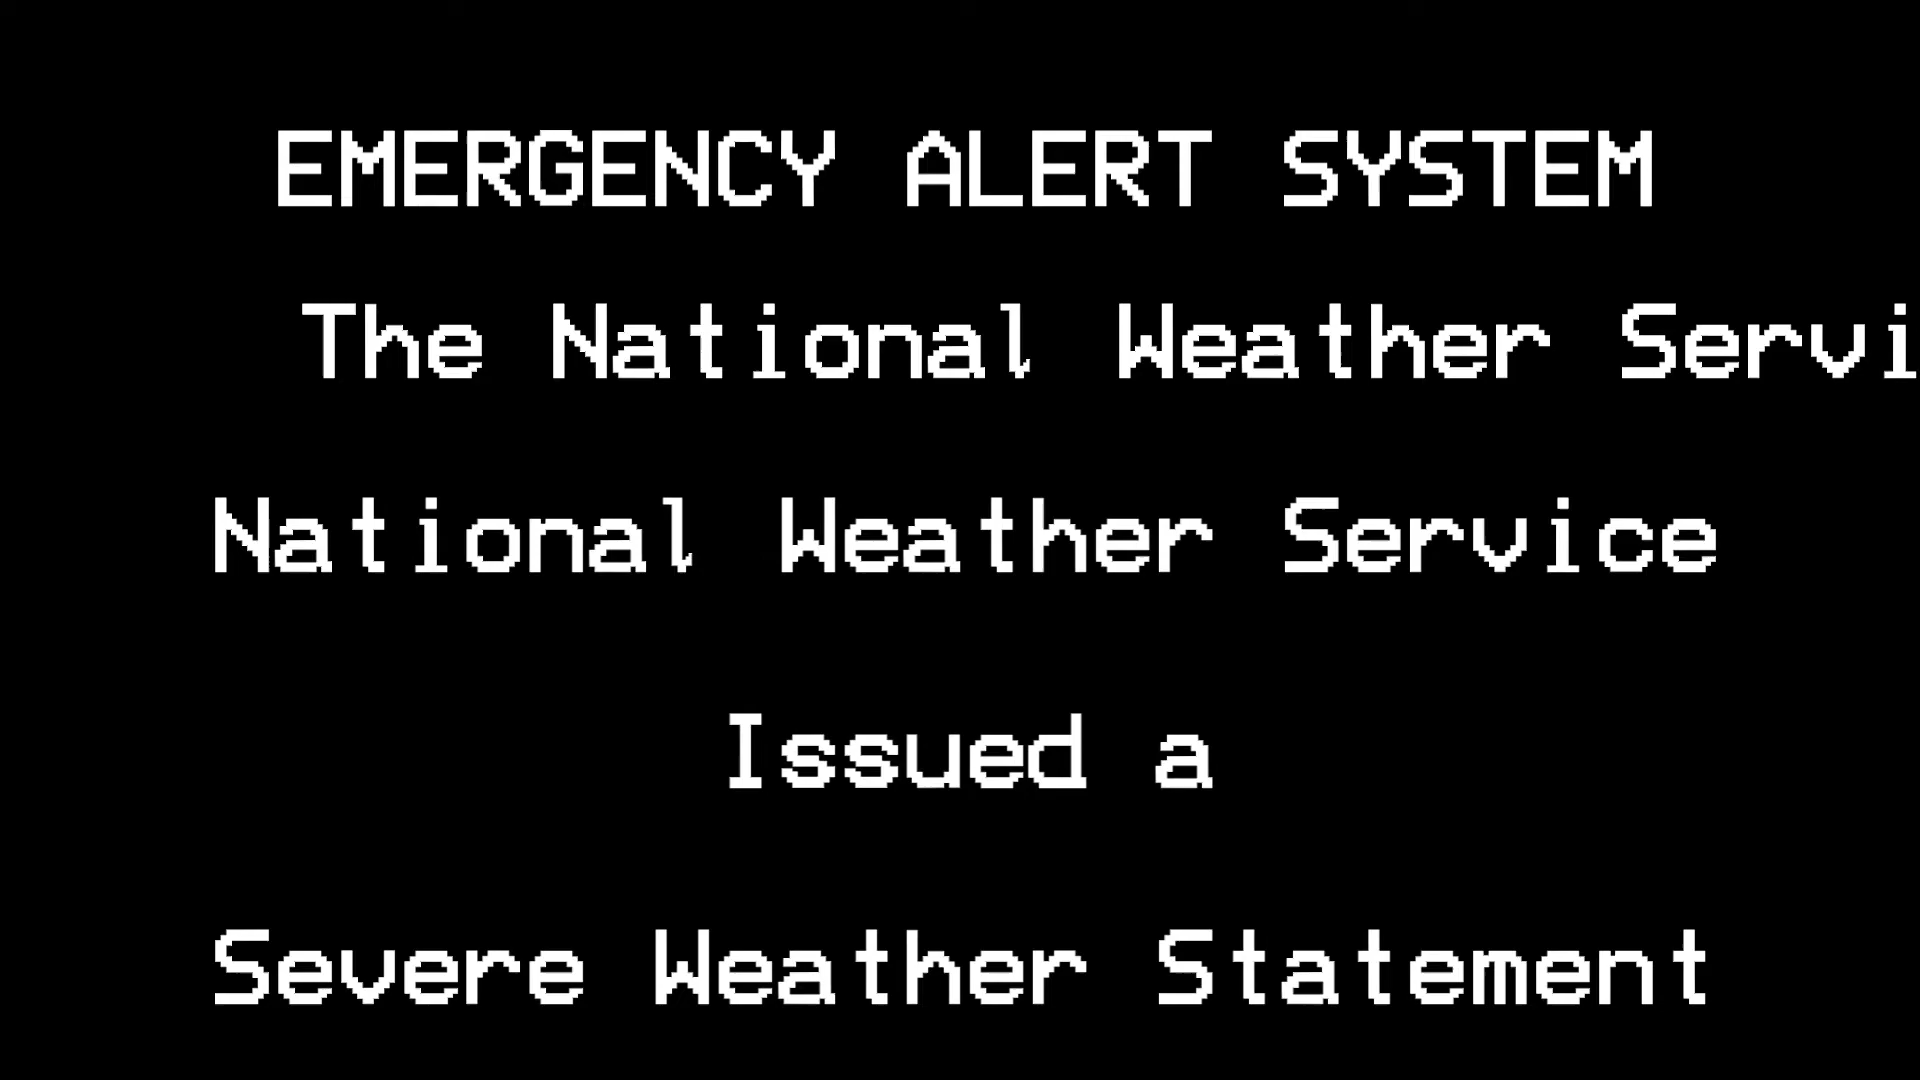 EMERGENCY ALERT SYSTEM
The National Weather Servi
National Weather Service
Issued a
Severe Weather Statement